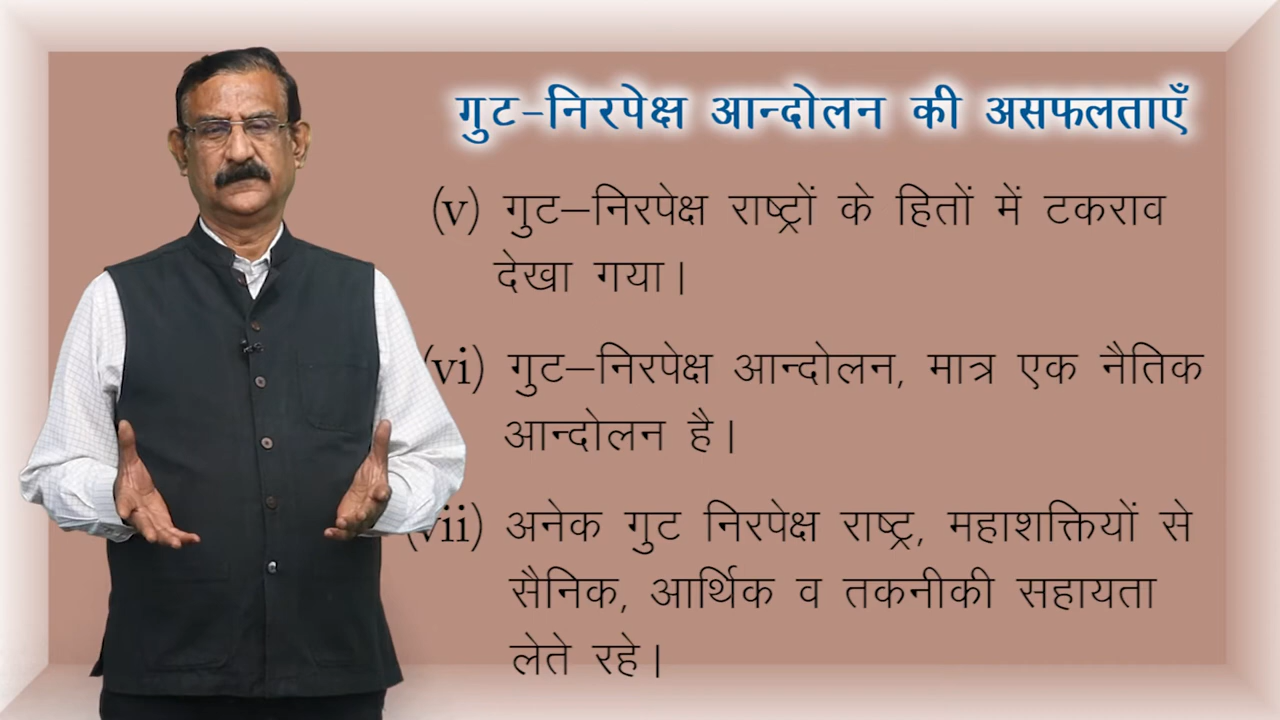 गुट-निरपेक्ष आन्दोलन की असफलताएँ
(v) गुट–निरपेक्ष राष्ट्रों के हितों में टकराव
देखा गया।
(vi) गुट–निरपेक्ष आन्दोलन, मात्र एक नैतिक
आन्दोलन है।
(vii) अनेक गुट निरपेक्ष राष्ट्र, महाशक्तियों से
सैनिक, आर्थिक व तकनीकी सहायता
लेते रहे।